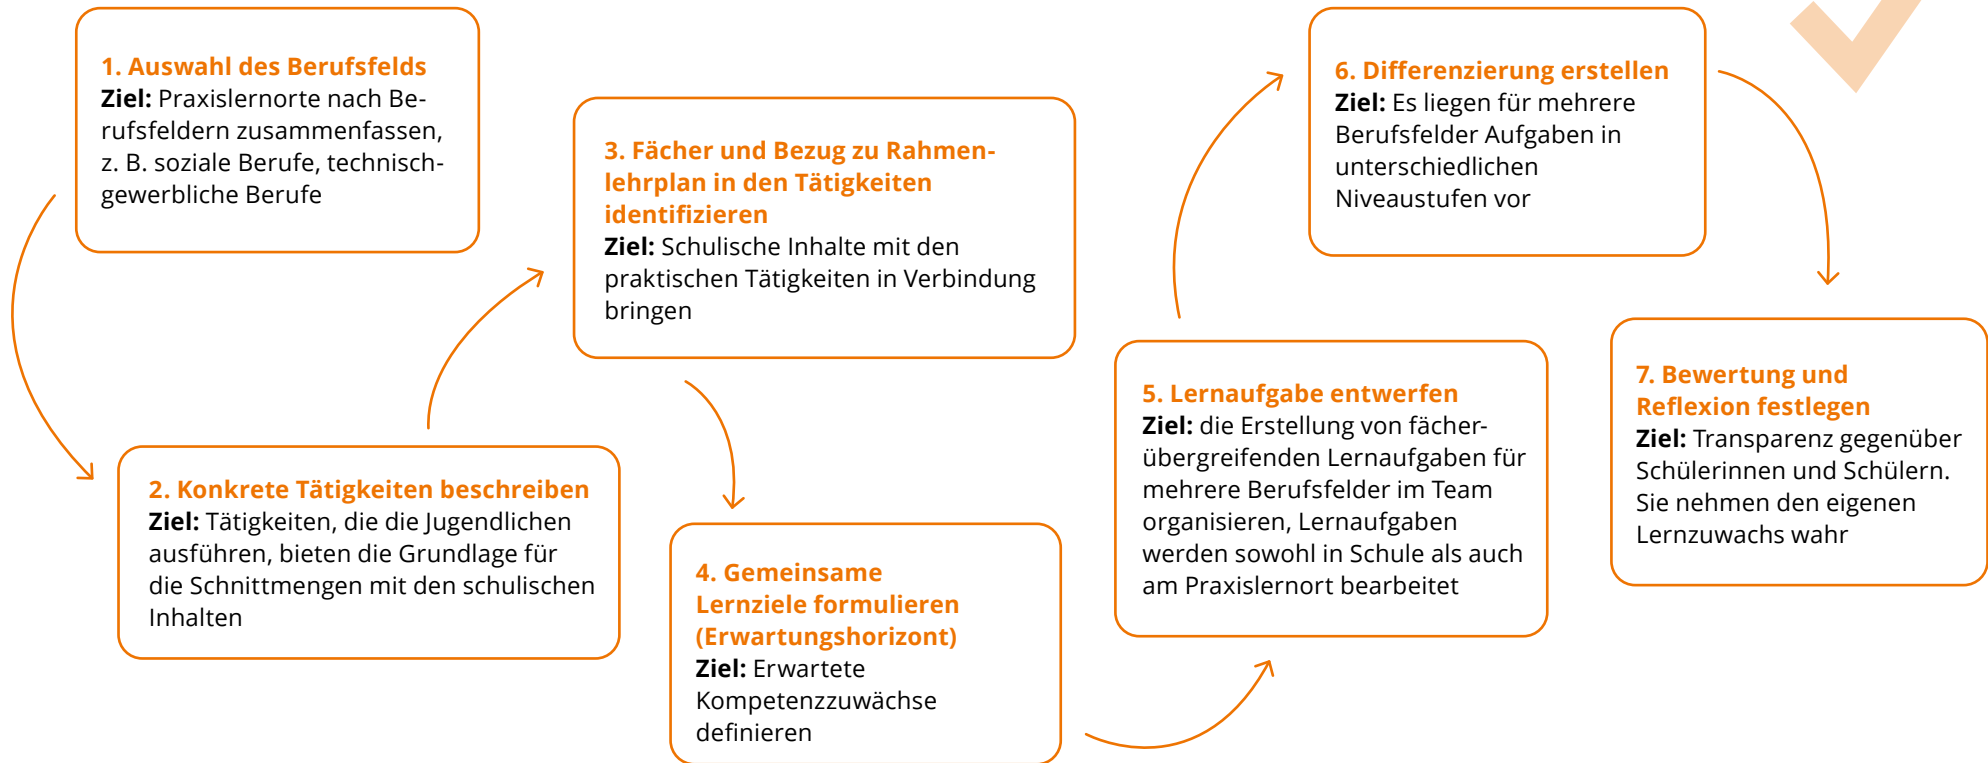 1. Auswahl des Berufsfelds
Ziel: Praxislernorte nach Be-
rufsfeldern zusammenfassen,
z. B. soziale Berufe, technisch-
gewerbliche Berufe
2. Konkrete Tätigkeiten beschreiben
Ziel: Tätigkeiten, die die Jugendlichen
ausführen, bieten die Grundlage für
die Schnittmengen mit den schulischen
Inhalten
3. Fächer und Bezug zu Rahmen-
lehrplan in den Tätigkeiten
identifizieren
Ziel: Schulische Inhalte mit den
praktischen Tätigkeiten in Verbindung
bringen
4. Gemeinsame
Lernziele formulieren
(Erwartungshorizont)
Ziel: Erwartete
Kompetenzzuwächse
definieren
5. Lernaufgabe entwerfen
Ziel: die Erstellung von fächer-
übergreifenden Lernaufgaben für
mehrere Berufsfelder im Team
organisieren, Lernaufgaben
werden sowohl in Schule als auch
am Praxislernort bearbeitet
6. Differenzierung erstellen
Ziel: Es liegen für mehrere
Berufsfelder Aufgaben in
unterschiedlichen
Niveaustufen vor
7. Bewertung und
Reflexion festlegen
Ziel: Transparenz gegenüber
Schülerinnen und Schülern.
Sie nehmen den eigenen
Lernzuwachs wahr